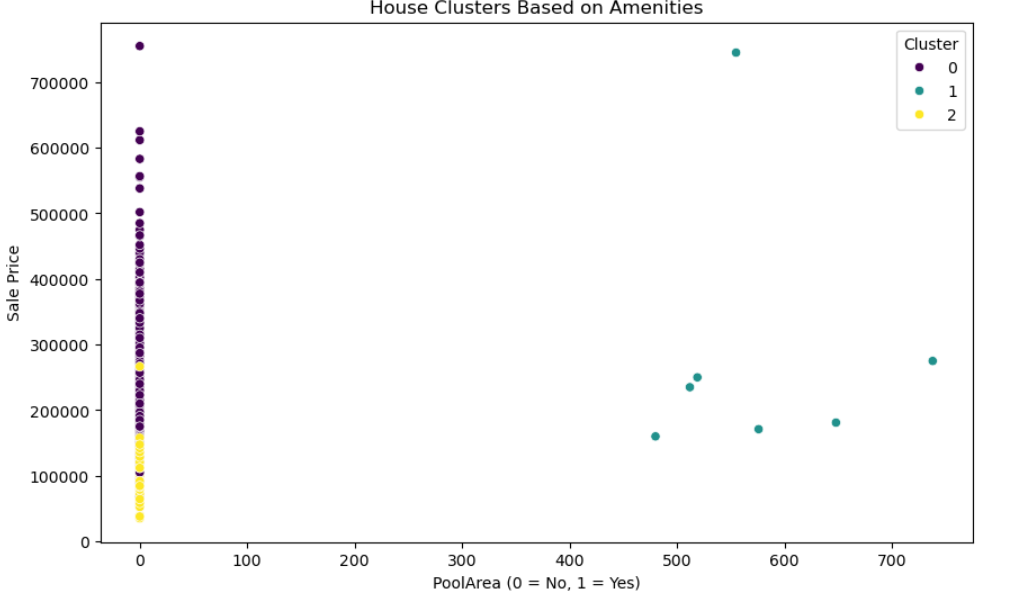 House Clusters Based on Amenities
Cluster
0
1
2
700000
600000
500000
400000
300000
200000
100000
0
Sale Price
0 100 200 300 400 500 600 700
PoolArea (0 = No, 1 = Yes)